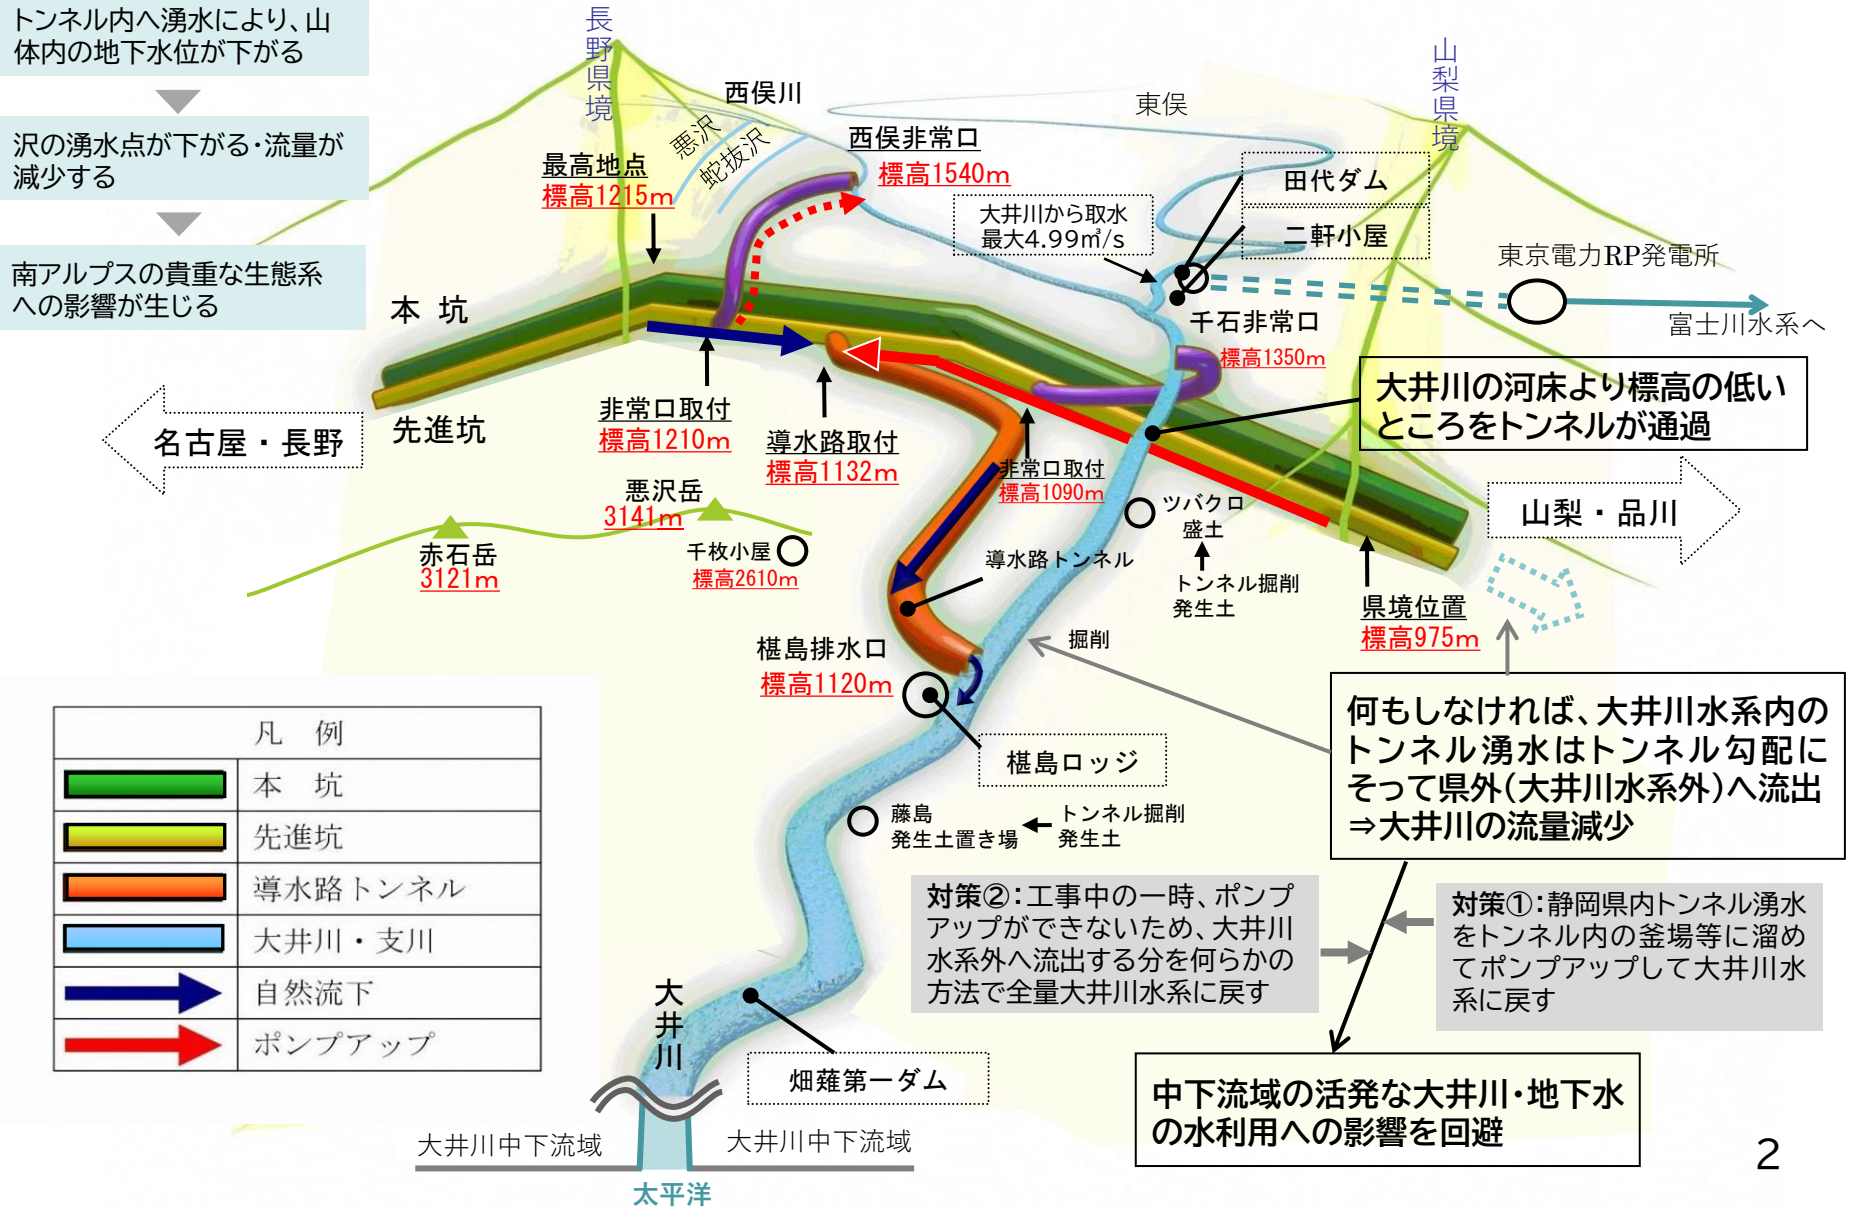 トンネル内へ湧水により、山
体内の地下水位が下がる
沢の湧水点が下がる・流量が
減少する
南アルプスの貴重な生態系
への影響が生じる
長野県境
山梨県境
西俣川
悪沢
蛇抜沢
東俣
西俣非常口
標高1540m
最高地点
標高1215m
大井川から取水
最大4.99㎥/s
田代ダム
二軒小屋
東京電力RP発電所
富士川水系へ
本 坑
先進坑
千石非常口
標高1350m
大井川の河床より標高の低い
ところをトンネルが通過
名古屋・長野
非常口取付
標高1210m
導水路取付
標高1132m
非常口取付
標高1090m
山梨・品川
悪沢岳
3141m
赤石岳
3121m
千枚小屋
標高2610m
ツバクロ
盛土
トンネル掘削
発生土
導水路トンネル
県境位置
標高975m
掘削
椹島排水口
標高1120m
椹島ロッジ
何もしなければ、大井川水系内の
トンネル湧水はトンネル勾配に
そって県外(大井川水系外)へ流出
⇒大井川の流量減少
藤島
発生土置き場
トンネル掘削
発生土
凡 例
本 坑
先進坑
導水路トンネル
大井川・支川
自然流下
ポンプアップ
対策②:工事中の一時、ポンプ
アップができないため、大井川
水系外へ流出する分を何らかの
方法で全量大井川水系に戻す
対策①:静岡県内トンネル湧水
をトンネル内の釜場等に溜め
てポンプアップして大井川水
系に戻す
大井川
畑薙第一ダム
中下流域の活発な大井川・地下水
の水利用への影響を回避
大井川中下流域
大井川中下流域
太平洋
2